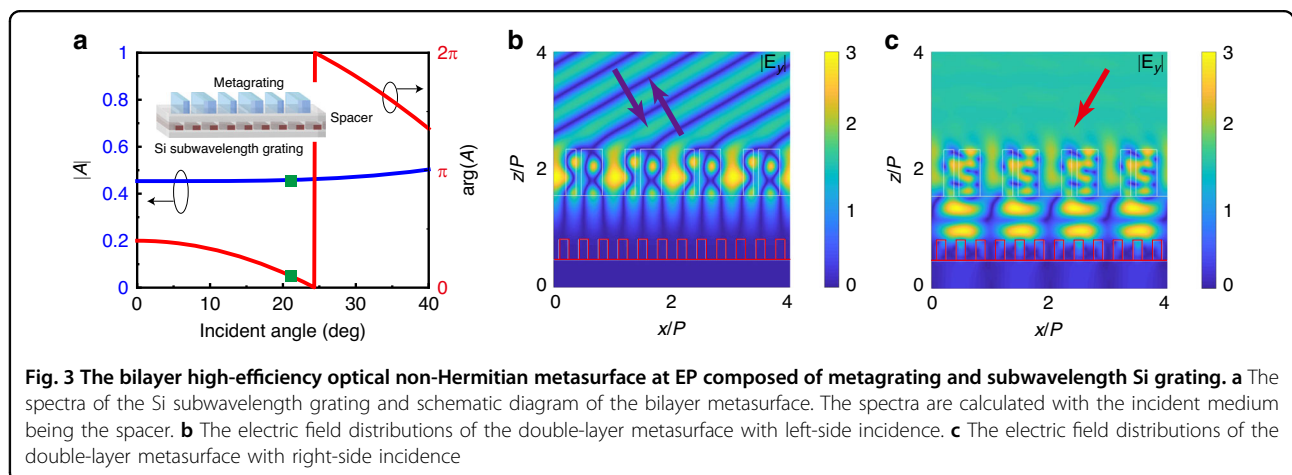 a
b
c
1
0.8
0.6
0.4
0.2
0
|A|
2π
π
0
arg(A)
Metagrating
Spacer
Si subwavelength grating
0
10
20
30
40
Incident angle (deg)
4
2
0
z/P
|E_y|
0
2
4
x/P
3
2
1
0
4
2
0
z/P
|E_y|
0
2
4
x/P
3
2
1
0
Fig. 3 The bilayer high-efficiency optical non-Hermitian metasurface at EP composed of metagrating and subwavelength Si grating. a The
spectra of the Si subwavelength grating and schematic diagram of the bilayer metasurface. The spectra are calculated with the incident medium
being the spacer. b The electric field distributions of the double-layer metasurface with left-side incidence. c The electric field distributions of the
double-layer metasurface with right-side incidence